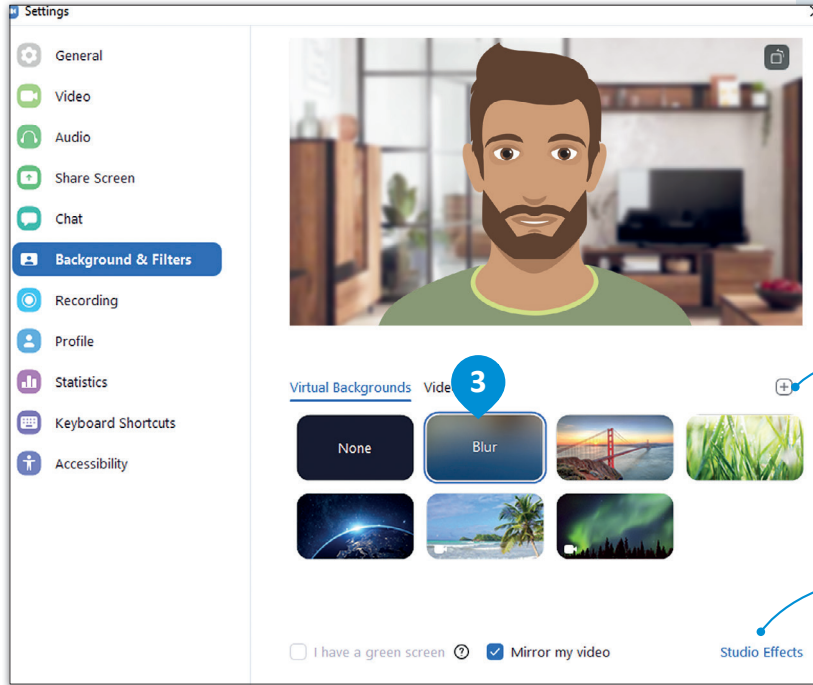 Settings
General
Video
Audio
Share Screen
Chat
Background & Filters
Recording
Profile
Statistics
Keyboard Shortcuts
Accessibility
Virtual Backgrounds
3
None
Blur
I have a green screen ?
Mirror my video
Studio Effects